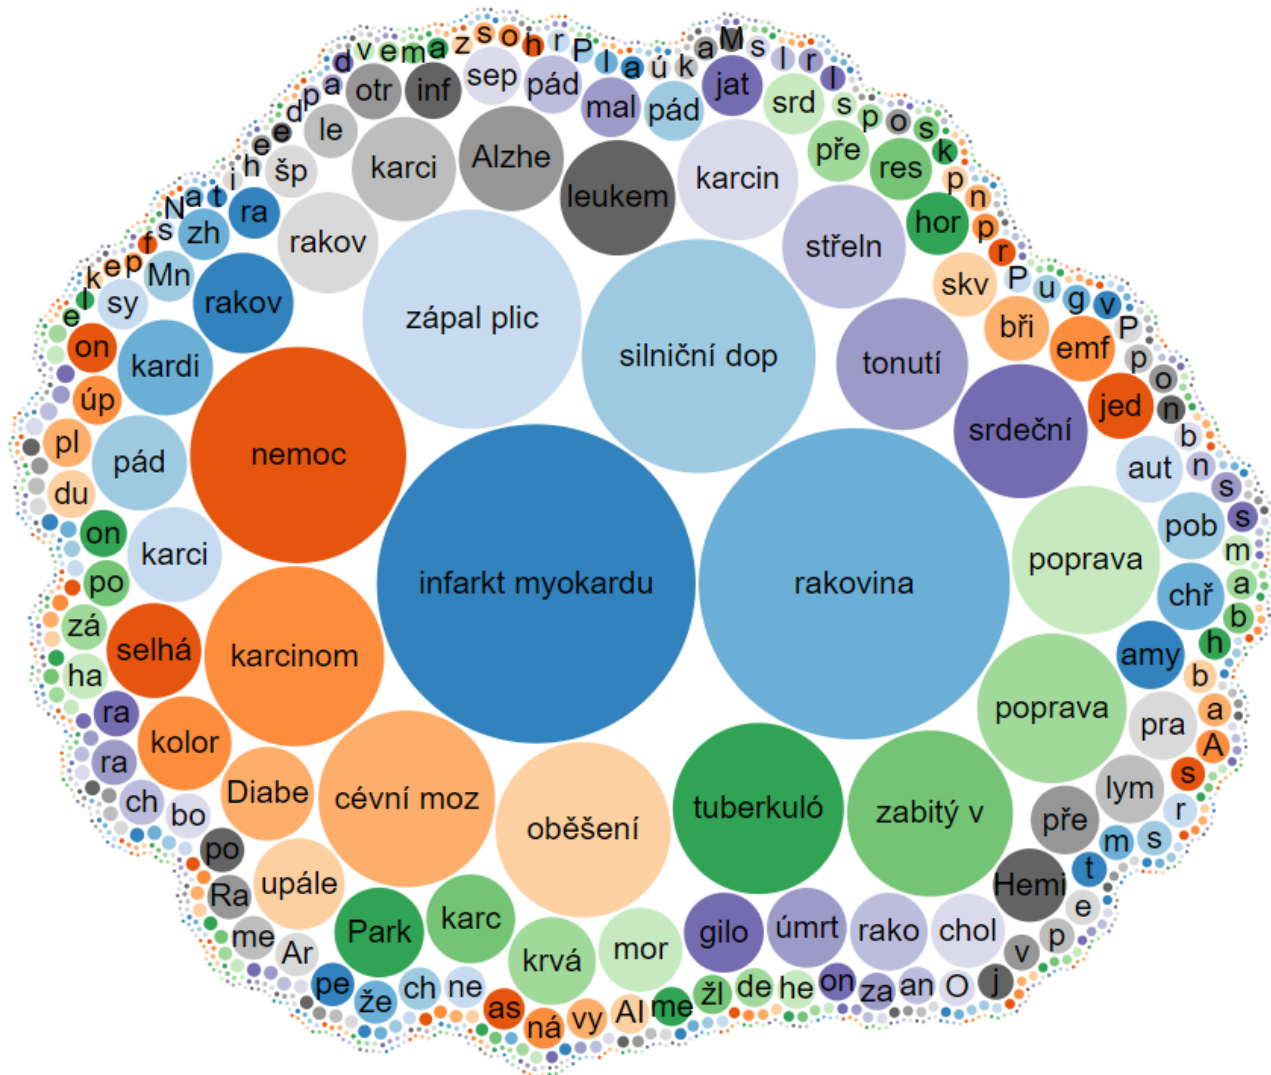 d v e m a z s o h r P l a ú k a M s l r l
otr inf sep pád mal pád jat srd s p o s k
e e d p a
le karci Alzhe leukem karcin pře res p n p r
N a t i h
šp rakov střeln hor
f s zh ra
k e p Mn rakov zápal plic silniční dop tonutí skv P u g v P p o n
e l sy
on kardi nemoc srdeční bři emf jed b n s s
úp
pl pád aut
du infarkt myokardu rakovina poprava pob m a b h
on karci chř
po
zá selhá karcinom poprava amy b a A s r
ha
ra kolor pra
ra Diabe cévní moz oběšení tuberkuló zabitý v pře lym
ch bo m s
po upále Hemi t e
Ra Park karc krvá mor gilo úmrt rako chol v p j
me Ar
pe že ch ne as ná vy Al me žl de he on za an O